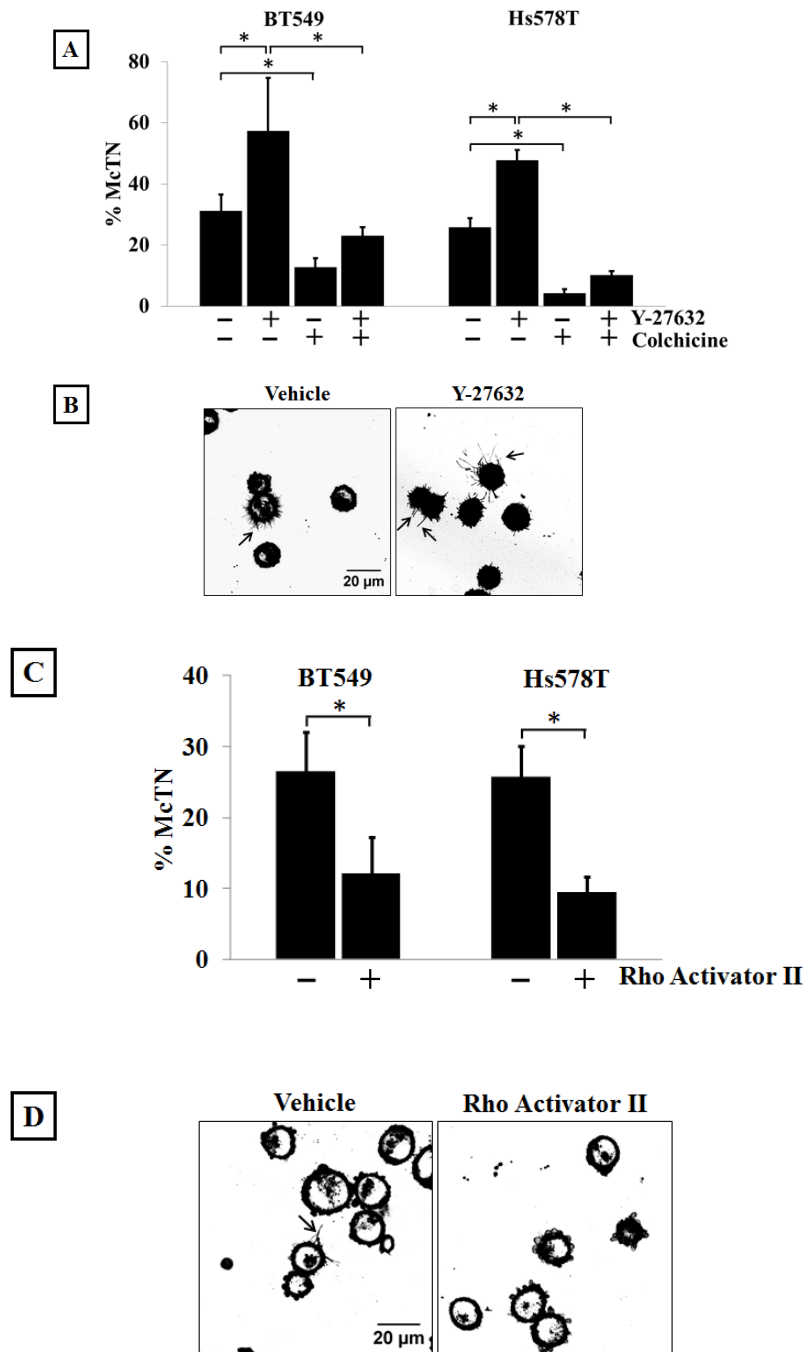 A
BT549
Hs578T
* *
*
* *
*
80
60
40
20
0
% McTN
− + − + − + − + Y-27632
− − + + − − + + Colchicine
B
Vehicle
Y-27632
20 µm
C
BT549
Hs578T
*
*
40
30
20
10
0
% McTN
− + − + Rho Activator II
D
Vehicle
Rho Activator II
20 µm